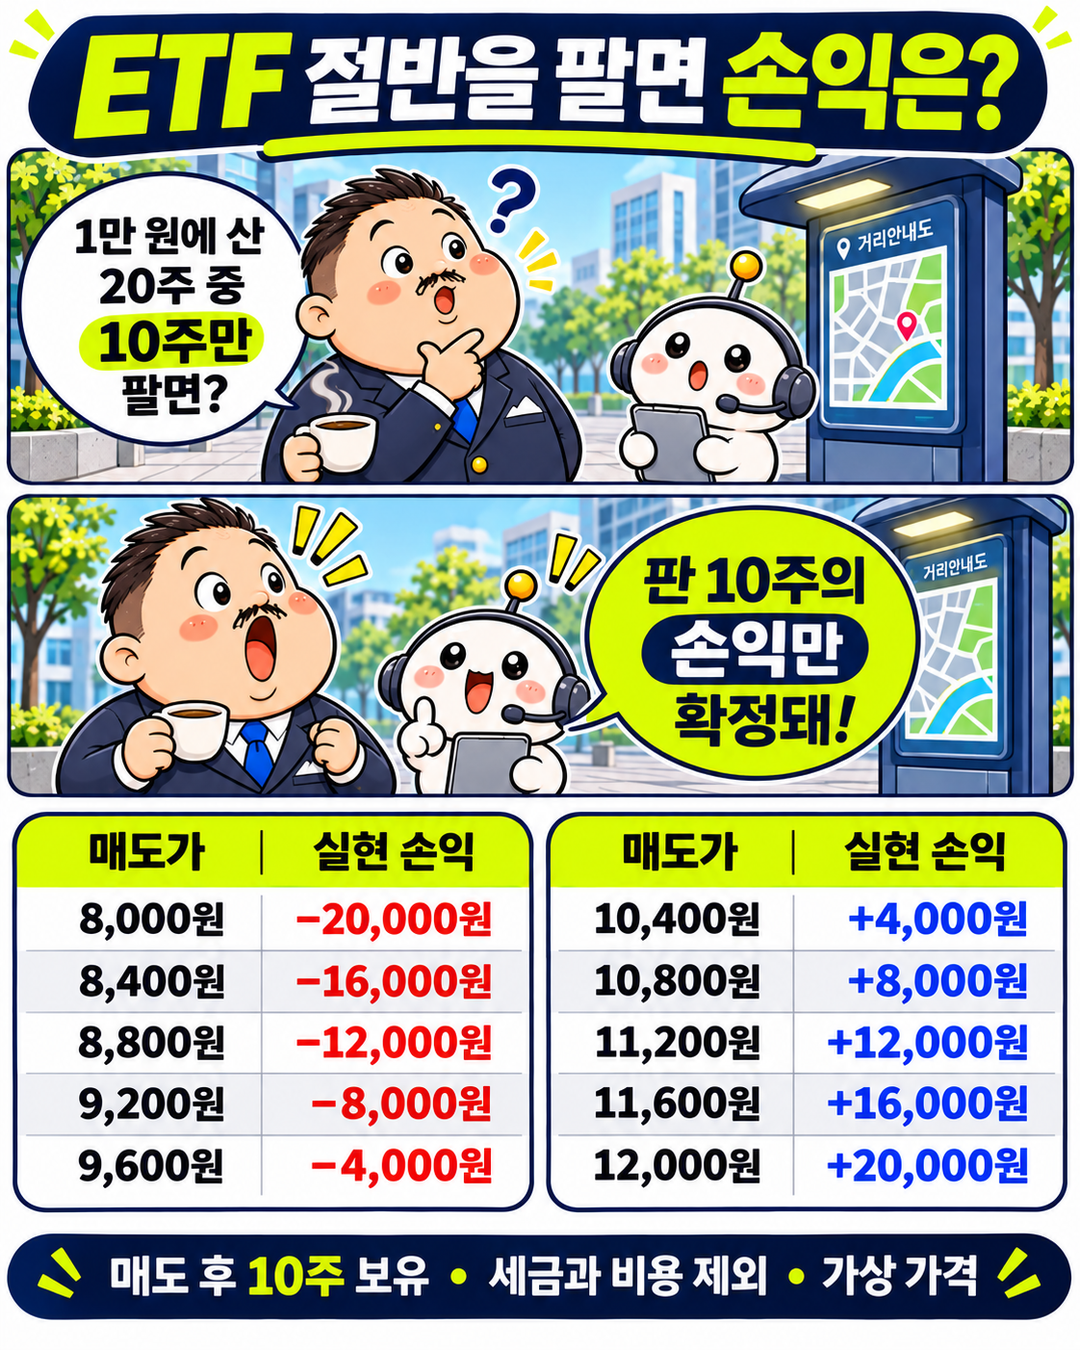 ETF 절반을 팔면 손익은?
1만 원에 산
20주 중
10주만
팔면?
?
거리안내도
판 10주의
손익만
확정돼!
거리안내도
매도가 | 실현 손익
8,000원 −20,000원
8,400원 −16,000원
8,800원 −12,000원
9,200원 −8,000원
9,600원 −4,000원
매도가 | 실현 손익
10,400원 +4,000원
10,800원 +8,000원
11,200원 +12,000원
11,600원 +16,000원
12,000원 +20,000원
매도 후 10주 보유 • 세금과 비용 제외 • 가상 가격